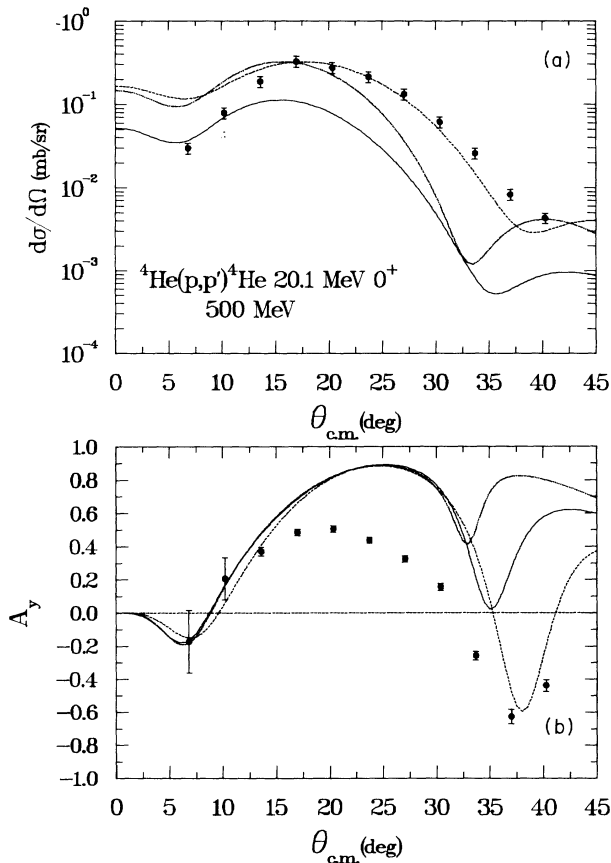 -10⁰
10⁻¹
10⁻²
10⁻³
10⁻⁴
dσ/dΩ (mb/sr)
(a)
⁴He(p,p′)⁴He 20.1 MeV 0⁺
500 MeV
0 5 10 15 20 25 30 35 40 45
θc.m.(deg)
1.0
0.8
0.6
0.4
0.2
0.0
−0.2
−0.4
−0.6
−0.8
−1.0
Ay
(b)
0 5 10 15 20 25 30 35 40 45
θc.m.(deg)